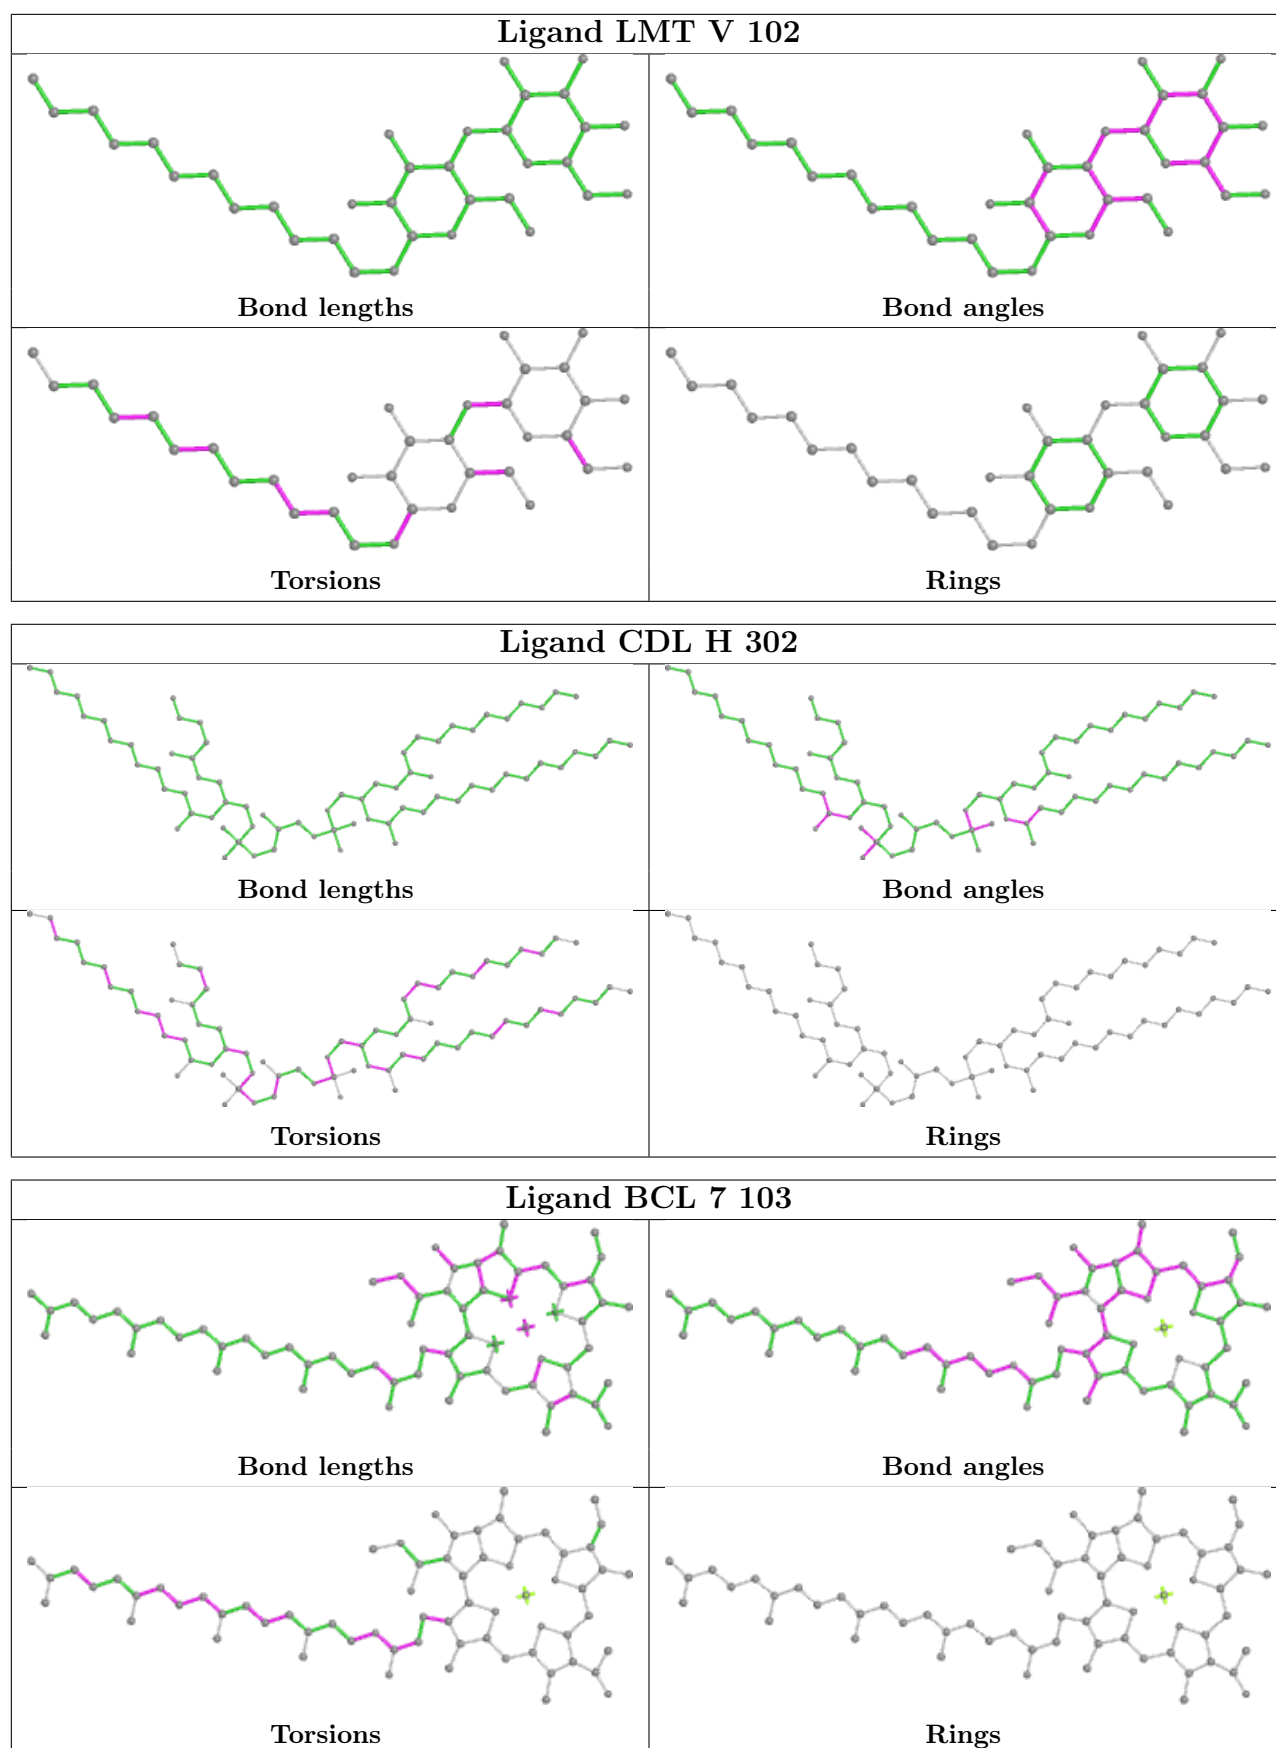 Ligand LMT V 102
Bond lengths
Bond angles
Torsions
Rings
Ligand CDL H 302
Bond lengths
Bond angles
Torsions
Rings
Ligand BCL 7 103
Bond lengths
Bond angles
Torsions
Rings